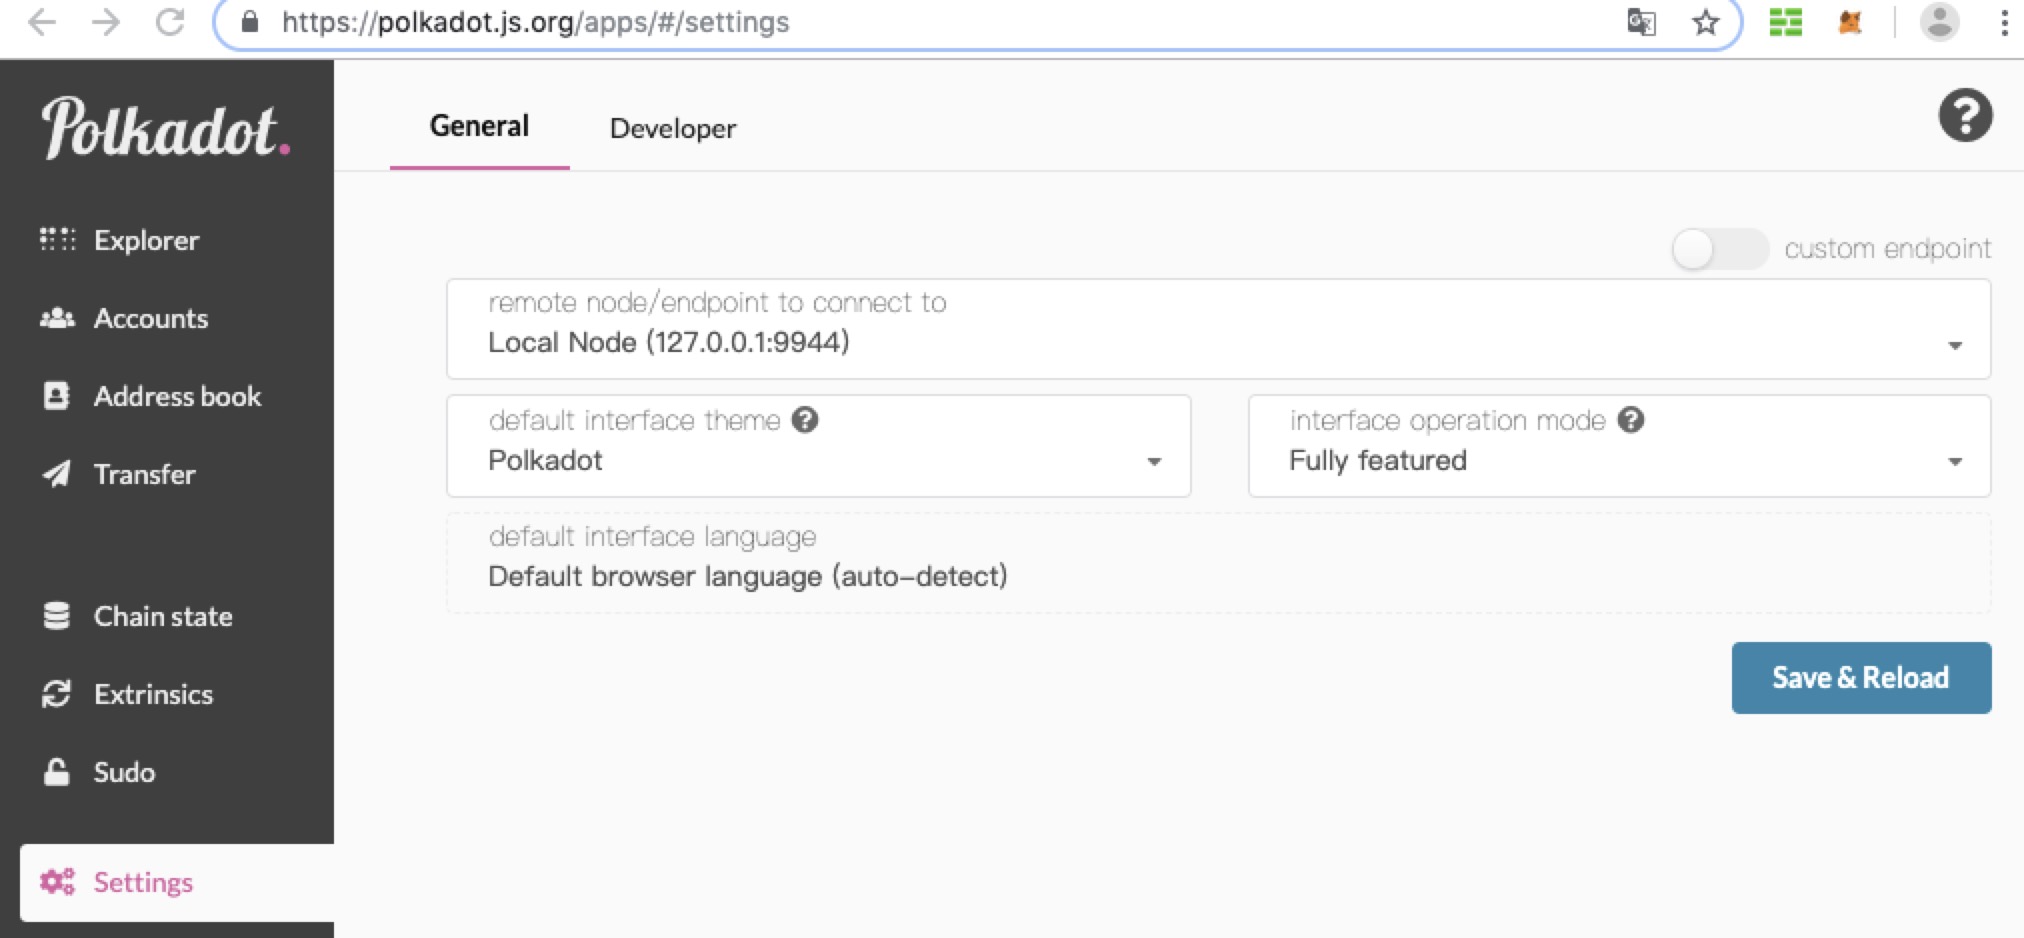 https://polkadot.js.org/apps/#/settings
Polkadot.
General
Developer
Explorer
Accounts
Address book
Transfer
Chain state
Extrinsics
Sudo
Settings
custom endpoint
remote node/endpoint to connect to
Local Node (127.0.0.1:9944)
default interface theme
Polkadot
interface operation mode
Fully featured
default interface language
Default browser language (auto-detect)
Save & Reload